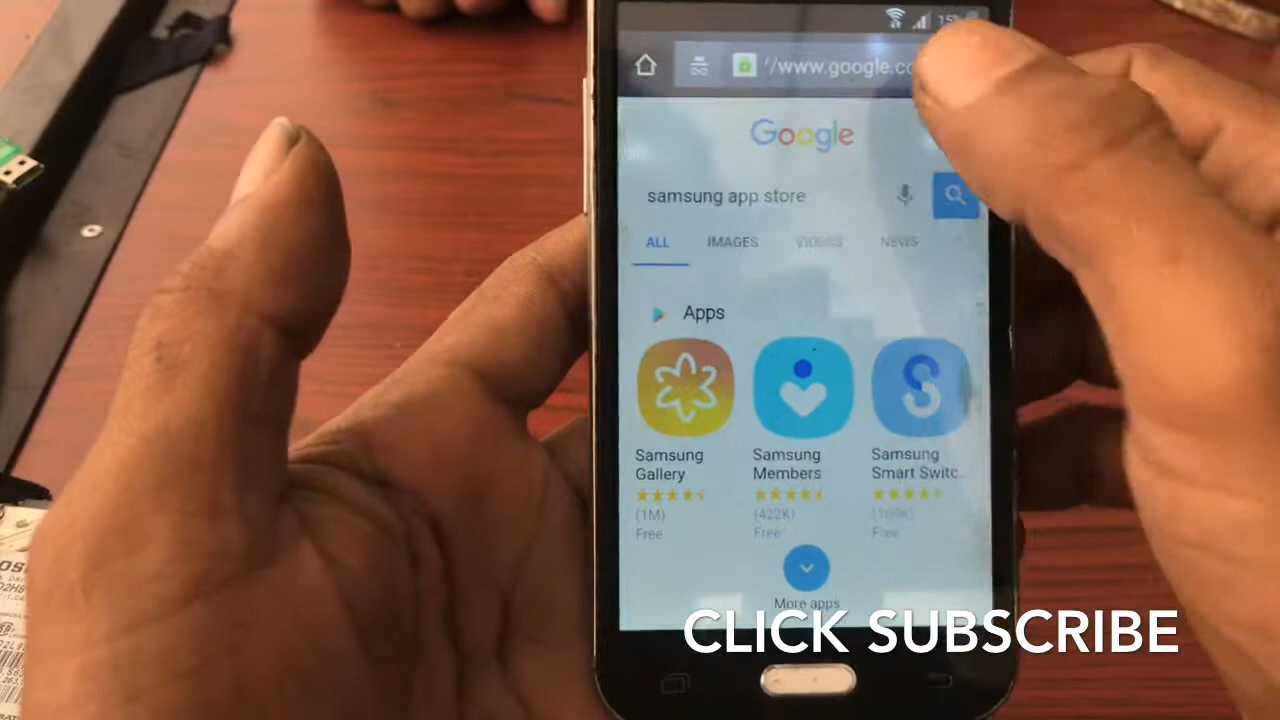 //www.google.co
Google
samsung app store
ALL IMAGES VIDEOS NEWS
Apps
Samsung Gallery
Samsung Members
Samsung Smart Switc..
(1M)
(422K)
(169K)
Free
Free
Free
More apps
CLICK SUBSCRIBE